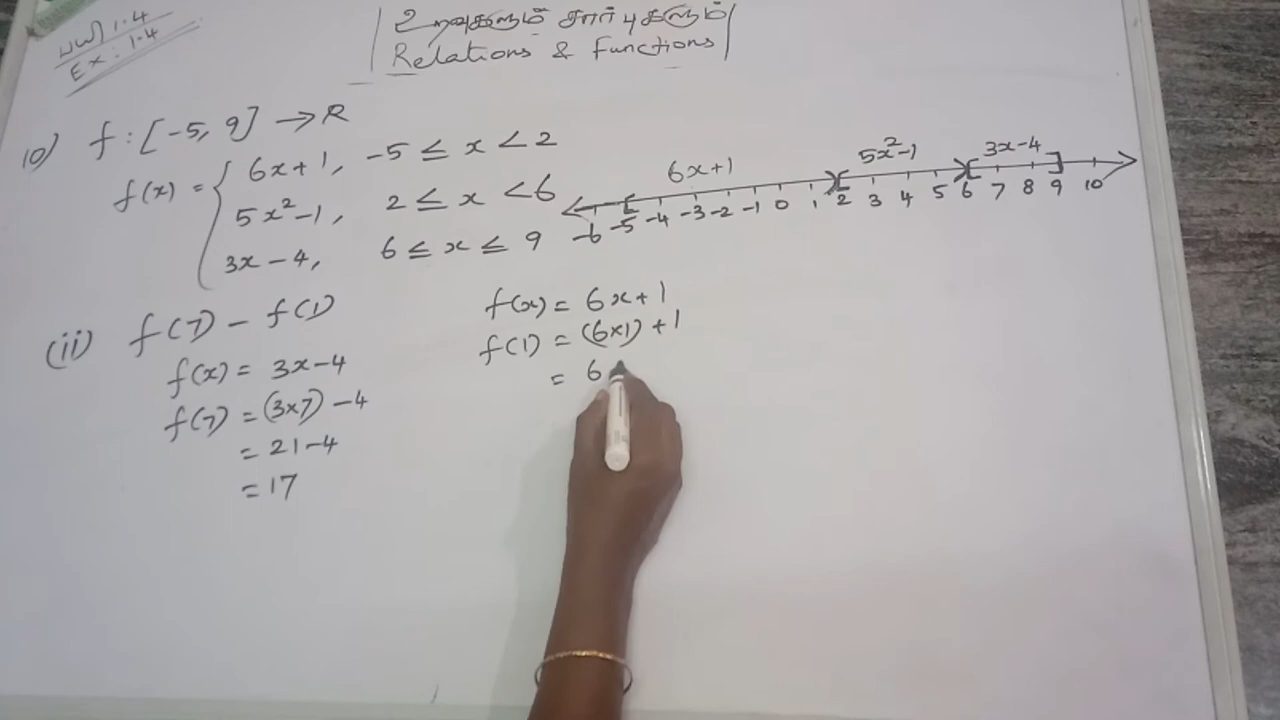 பயி 1.4
Ex: 1.4
உறவுகளும் சார்புகளும்
Relations & Functions
10) f : [-5, 9] → R
f(x) = { 6x+1, -5 ≤ x < 2
5x²-1, 2 ≤ x < 6
3x-4, 6 ≤ x ≤ 9
6x+1 5x²-1 3x-4
-6 -5 -4 -3 -2 -1 0 1 2 3 4 5 6 7 8 9 10
(ii) f(7) - f(1)
f(x) = 3x-4
f(7) = (3×7) -4
= 21-4
= 17
f(x) = 6x+1
f(1) = (6×1) +1
= 6